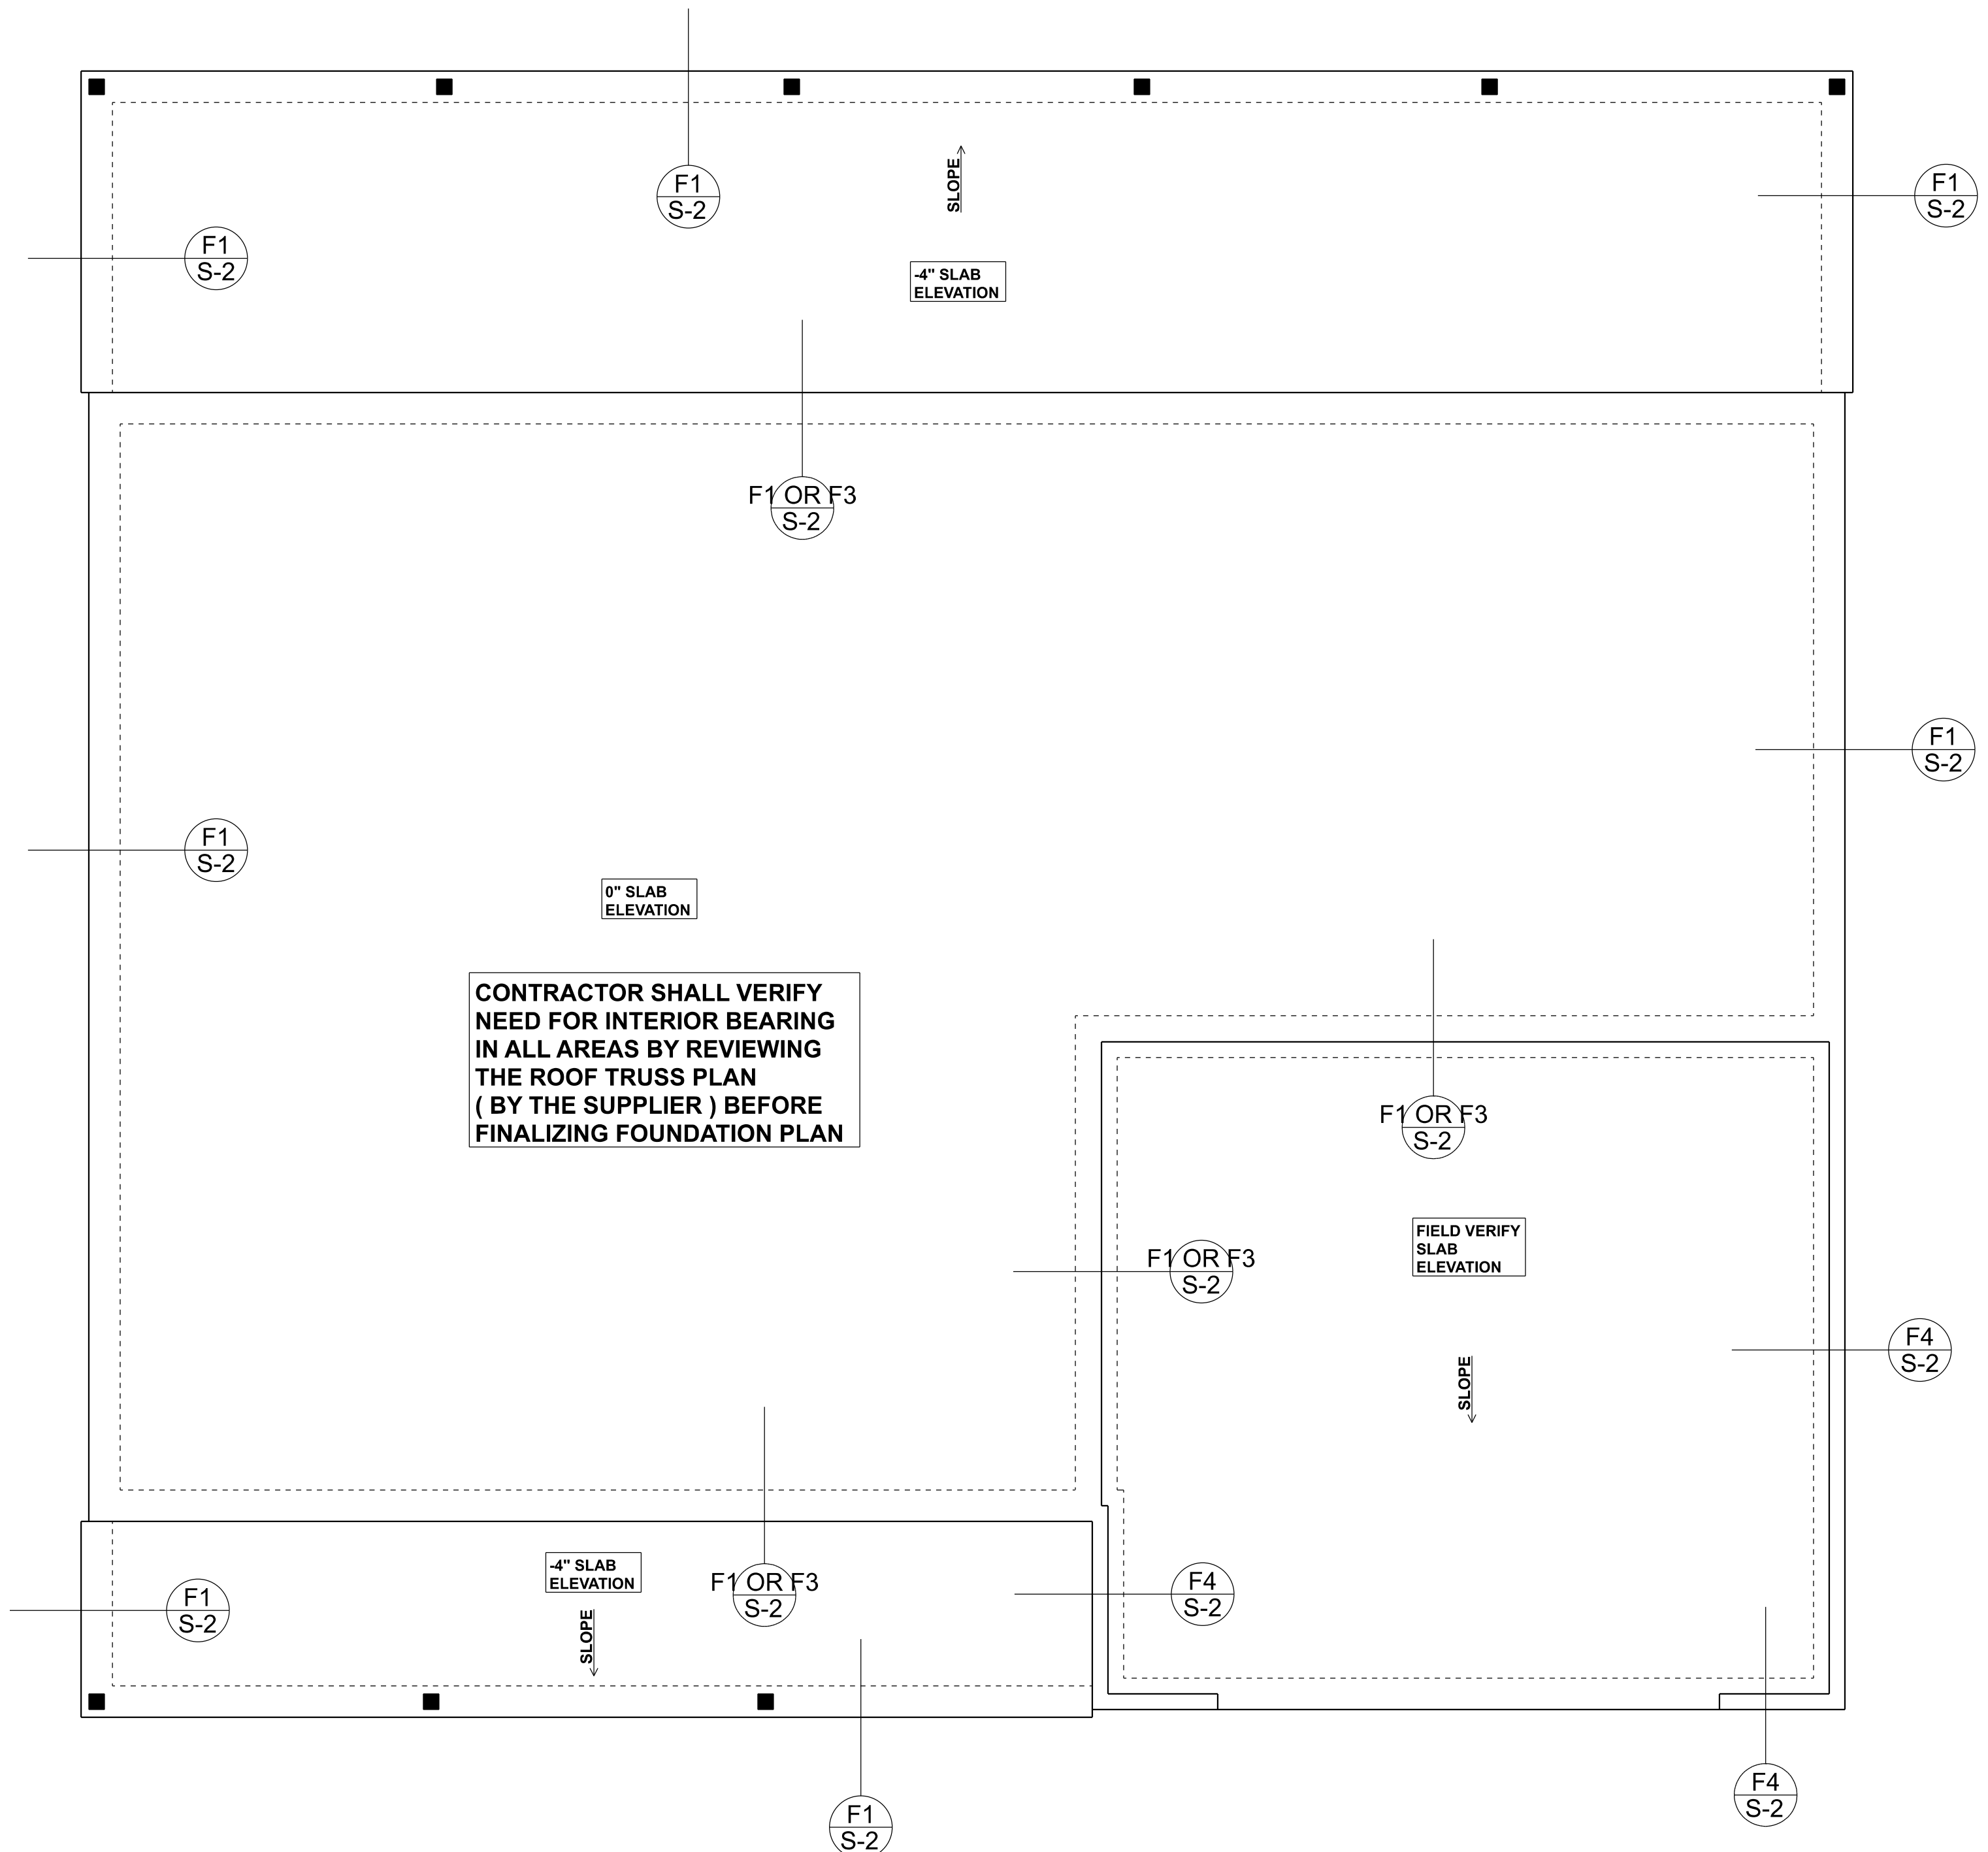 F1
S-2
SLOPE
F1
S-2
F1
S-2
-4" SLAB
ELEVATION
F1 OR F3
S-2
F1
S-2
F1
S-2
0" SLAB
ELEVATION
CONTRACTOR SHALL VERIFY
NEED FOR INTERIOR BEARING
IN ALL AREAS BY REVIEWING
THE ROOF TRUSS PLAN
( BY THE SUPPLIER ) BEFORE
FINALIZING FOUNDATION PLAN
F1 OR F3
S-2
FIELD VERIFY
SLAB
ELEVATION
F1 OR F3
S-2
F4
S-2
SLOPE
-4" SLAB
ELEVATION
F1 OR F3
S-2
F4
S-2
F1
S-2
SLOPE
F4
S-2
F1
S-2